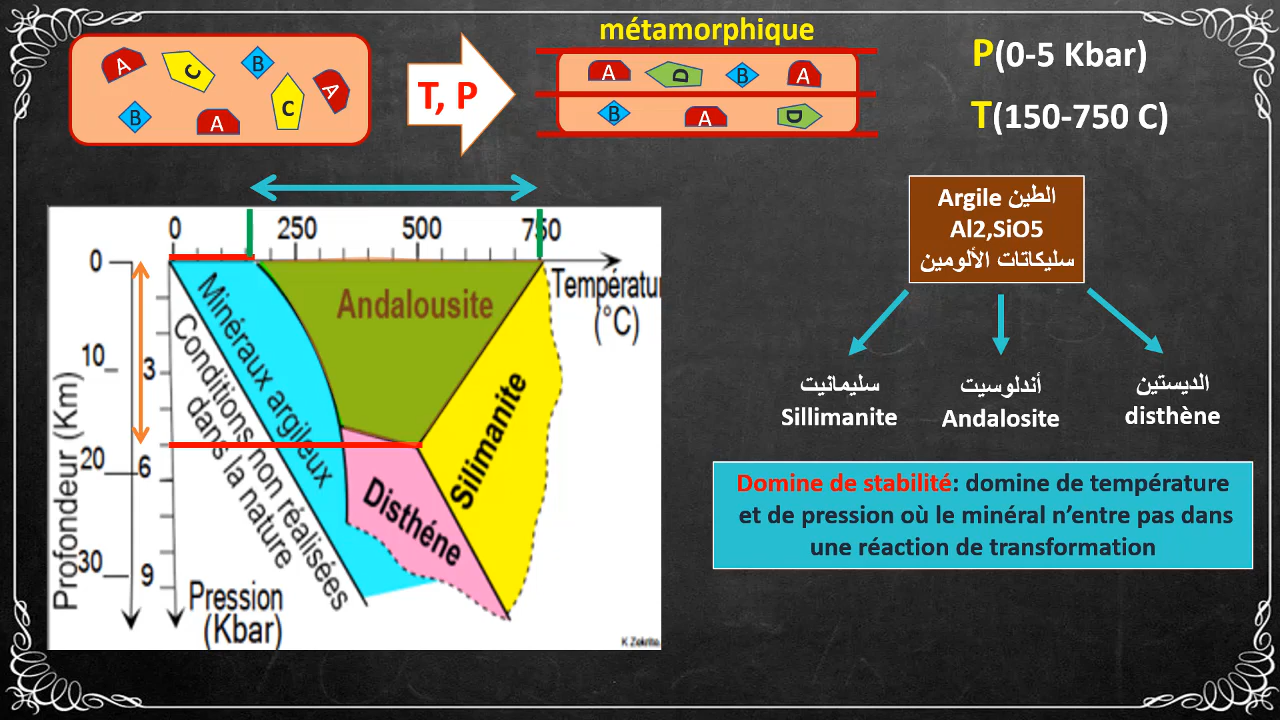 métamorphique
A
C
B
A
B
A
C
T, P
A
D
B
A
B
A
D
P(0-5 Kbar)
T(150-750 C)
Argile الطين
Al2,SiO5
سليكاتات الألومين
سليمانيت
Sillimanite
أندلوسيت
Andalosite
الديستين
disthène
Domine de stabilité: domine de température
et de pression où le minéral n'entre pas dans
une réaction de transformation
0
250
500
750
Températur
(°C)
0
10
20
30
3
6
9
Profondeur (Km)
Pression
(Kbar)
Minéraux argileux
Conditions non réalisées
dans la nature
Andalousite
Disthéne
Silimanite
K Zekrite